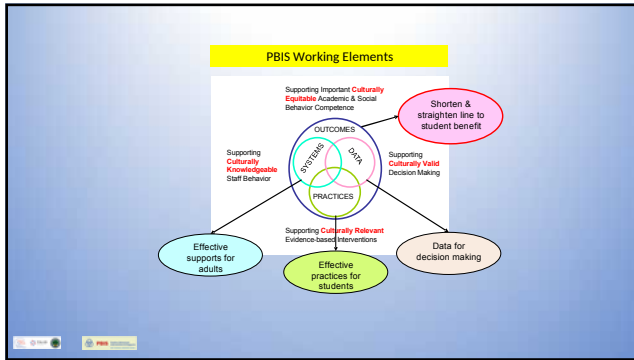 PBIS Working Elements
Supporting Important Culturally
Equitable Academic & Social
Behavior Competence
Shorten &
straighten line to
student benefit
OUTCOMES
SYSTEMS
DATA
PRACTICES
Supporting
Culturally
Knowledgeable
Staff Behavior
Supporting
Culturally Valid
Decision Making
Supporting Culturally Relevant
Evidence-based Interventions
Effective
supports for
adults
Effective
practices for
students
Data for
decision making
PBIS